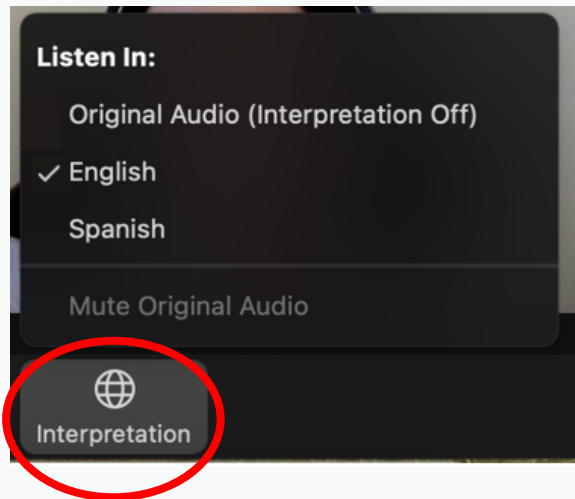 Listen In:
Original Audio (Interpretation Off)
English
Spanish
Mute Original Audio
Interpretation